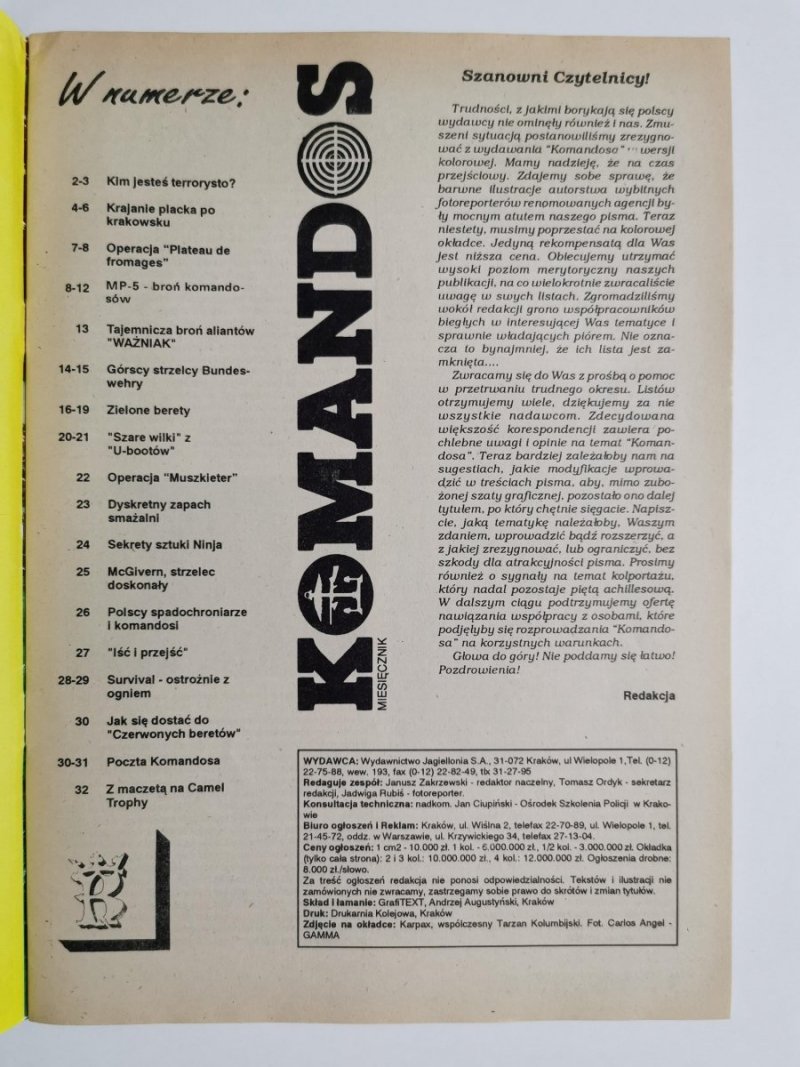 W numerze:
2-3 Kim jesteś terrorysto?
4-6 Krajanie placka po
krakowsku
7-8 Operacja "Plateau de
fromages"
8-12 MP-5 - broń komando-
sów
13 Tajemnicza broń aliantów
"WAŻNIAK"
14-15 Górscy strzelcy Bundes-
wehry
16-19 Zielone berety
20-21 "Szare wilki" z
"U-bootów"
22 Operacja "Muszkieter"
23 Dyskretny zapach
smażalni
24 Sekrety sztuki Ninja
25 McGivern, strzelec
doskonały
26 Polscy spadochroniarze
i komandosi
27 "Iść i przejść"
28-29 Survival - ostrożnie z
ogniem
30 Jak się dostać do
"Czerwonych beretów"
30-31 Poczta Komandosa
32 Z maczetą na Camel
Trophy
KOMANDOS
MIESIĘCZNIK
Szanowni Czytelnicy!
Trudności, z jakimi borykają się polscy
wydawcy nie ominęły również i nas. Zmu-
szeni sytuacją postanowiliśmy zrezygno-
wać z wydawania "Komandosa" w wersji
kolorowej. Mamy nadzieję, że na czas
przejściowy. Zdajemy sobie sprawę, że
barwne ilustracje autorstwa wybitnych
fotoreporterów renomowanych agencji by-
ły mocnym atutem naszego pisma. Teraz
niestety, musimy poprzestać na kolorowej
okładce. Jedyną rekompensatą dla Was
jest niższa cena. Obiecujemy utrzymać
wysoki poziom merytoryczny naszych
publikacji, na co wielokrotnie zwracaliście
uwagę w swych listach. Zgromadziliśmy
wokół redakcji grono współpracowników
biegłych w interesującej Was tematyce i
sprawnie władających piórem. Nie ozna-
cza to bynajmniej, że ich lista jest za-
mknięta....
Zwracamy się do Was z prośbą o pomoc
w przetrwaniu trudnego okresu. Listów
otrzymujemy wiele, dziękujemy za nie
wszystkie nadawcom. Zdecydowana
większość korespondencji zawiera po-
chlebne uwagi i opinie na temat "Koman-
dosa". Teraz bardziej zależałoby nam na
sugestiach, jakie modyfikacje wprowa-
dzić w treściach pisma, aby, mimo zubo-
żonej szaty graficznej, pozostało ono dalej
tytułem, po który chętnie sięgacie. Napisz-
cie, jaką tematykę należałoby, Waszym
zdaniem, wprowadzić bądź rozszerzyć, a
z jakiej zrezygnować, lub ograniczyć, bez
szkody dla atrakcyjności pisma. Prosimy
również o sygnały na temat kolportażu,
który nadal pozostaje piętą achillesową.
W dalszym ciągu podtrzymujemy ofertę
nawiązania współpracy z osobami, które
podjęłyby się rozprowadzania "Komando-
sa" na korzystnych warunkach.
Głowa do góry! Nie poddamy się łatwo!
Pozdrowienia!
Redakcja
WYDAWCA: Wydawnictwo Jagiellonia S.A., 31-072 Kraków, ul Wielopole 1,Tel. (0-12)
22-75-88, wew. 193, fax (0-12) 22-82-49, tlx 31-27-95
Redaguje zespół: Janusz Zakrzewski - redaktor naczelny, Tomasz Ordyk - sekretarz
redakcji, Jadwiga Rubiś - fotoreporter.
Konsultacja techniczna: nadkom. Jan Ciupiński - Ośrodek Szkolenia Policji w Krako-
wie
Biuro ogłoszeń i Reklam: Kraków, ul. Wiślna 2, telefax 22-70-89, ul. Wielopole 1, tel.
21-45-72, oddz. w Warszawie, ul. Krzywickiego 34, telefax 27-13-04.
Ceny ogłoszeń: 1 cm2 - 10.000 zł. 1 kol. - 6.000.000 zł., 1/2 kol. - 3.000.000 zł. Okładka
(tylko cała strona): 2 i 3 kol.: 10.000.000 zł., 4 kol.: 12.000.000 zł. Ogłoszenia drobne:
8.000 zł./słowo.
Za treść ogłoszeń redakcja nie ponosi odpowiedzialności. Tekstów i ilustracji nie
zamówionych nie zwracamy, zastrzegamy sobie prawo do skrótów i zmian tytułów.
Skład i łamanie: GrafiTEXT, Andrzej Augustyński, Kraków
Druk: Drukarnia Kolejowa, Kraków
Zdjęcie na okładce: Karpax, współczesny Tarzan Kolumbijski. Fot. Carlos Angel -
GAMMA